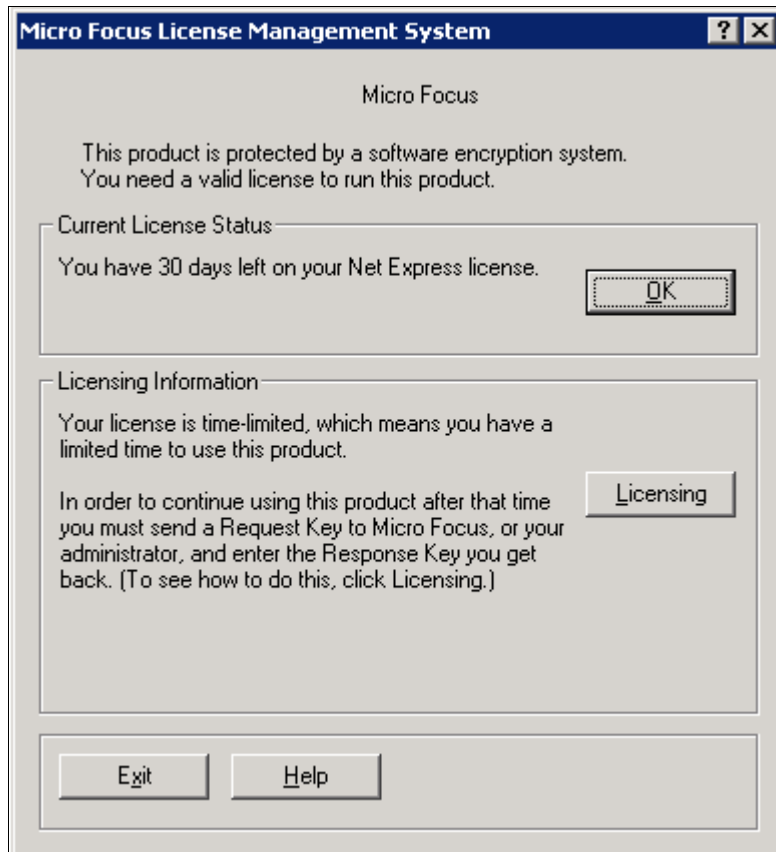 Micro Focus License Management System
Micro Focus
This product is protected by a software encryption system.
You need a valid license to run this product.
Current License Status
You have 30 days left on your Net Express license.
OK
Licensing Information
Your license is time-limited, which means you have a
limited time to use this product.
Licensing
In order to continue using this product after that time
you must send a Request Key to Micro Focus, or your
administrator, and enter the Response Key you get
back. (To see how to do this, click Licensing.)
Exit
Help